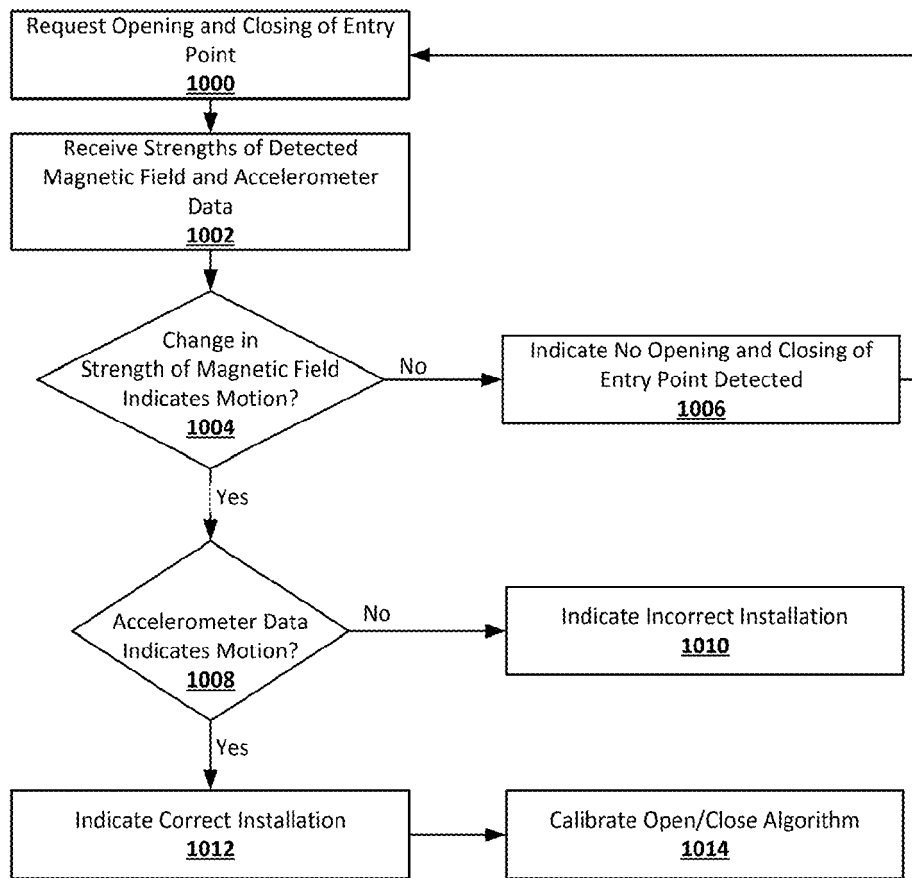 Request Opening and Closing of Entry
Point
1000
Receive Strengths of Detected
Magnetic Field and Accelerometer
Data
1002
Change in
Strength of Magnetic Field
Indicates Motion?
1004
No
Indicate No Opening and Closing of
Entry Point Detected
1006
Yes
Accelerometer Data
Indicates Motion?
1008
No
Indicate Incorrect Installation
1010
Yes
Indicate Correct Installation
1012
Calibrate Open/Close Algorithm
1014